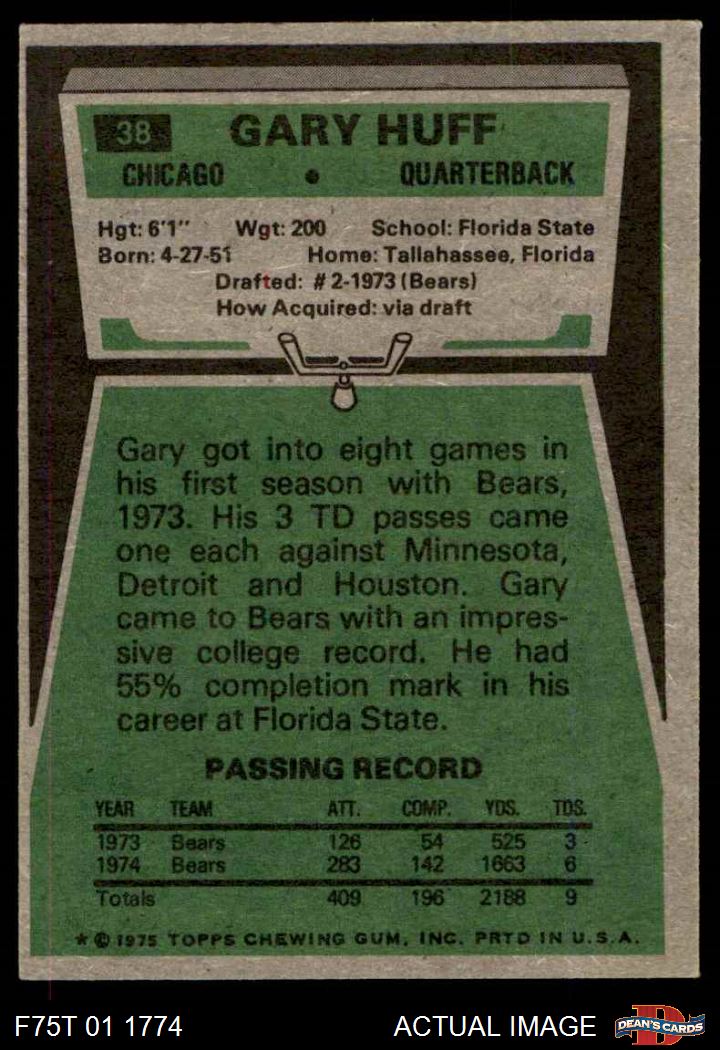 38 GARY HUFF
CHICAGO • QUARTERBACK
Hgt: 6'1" Wgt: 200 School: Florida State
Born: 4-27-51 Home: Tallahassee, Florida
Drafted: #2-1973 (Bears)
How Acquired: via draft
Gary got into eight games in
his first season with Bears,
1973. His 3 TD passes came
one each against Minnesota,
Detroit and Houston. Gary
came to Bears with an impres-
sive college record. He had
55% completion mark in his
career at Florida State.
PASSING RECORD
YEAR TEAM ATT. COMP. YDS. TDS.
1973 Bears 126 54 525 3
1974 Bears 283 142 1663 6
Totals 409 196 2188 9
* © 1975 TOPPS CHEWING GUM, INC. PRTD IN U.S.A.
F75T 01 1774 ACTUAL IMAGE D DEAN'S CARDS